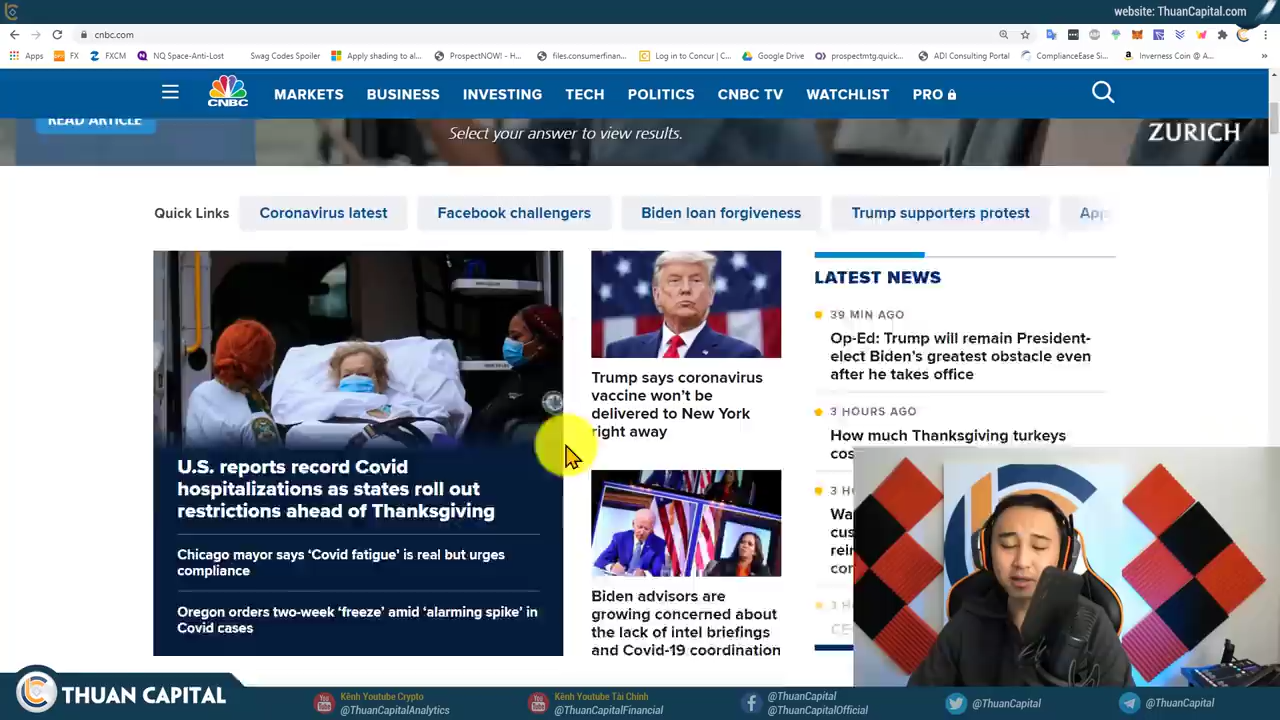 website: ThuanCapital.com
cnbc.com
Apps FX FXCM NQ Space-Anti-Lost Swag Codes Spoiler Apply shading to al... ProspectNOW! - H... files.consumerfinan... Log in to Concur | C... Google Drive prospectmtg.quick... ADI Consulting Portal ComplianceEase Si... Inverness Coin @ A...
CNBC MARKETS BUSINESS INVESTING TECH POLITICS CNBC TV WATCHLIST PRO
READ ARTICLE
Select your answer to view results.
ZURICH
Quick Links Coronavirus latest Facebook challengers Biden loan forgiveness Trump supporters protest App
U.S. reports record Covid
hospitalizations as states roll out
restrictions ahead of Thanksgiving
Chicago mayor says ‘Covid fatigue’ is real but urges
compliance
Oregon orders two-week ‘freeze’ amid ‘alarming spike’ in
Covid cases
Trump says coronavirus
vaccine won’t be
delivered to New York
right away
Biden advisors are
growing concerned about
the lack of intel briefings
and Covid-19 coordination
LATEST NEWS
39 MIN AGO
Op-Ed: Trump will remain President-
elect Biden’s greatest obstacle even
after he takes office
3 HOURS AGO
How much Thanksgiving turkeys
cos
3 H
Wa
cus
rein
con
3 H
THUAN CAPITAL
Kênh Youtube Crypto
@ThuanCapitalAnalytics
Kênh Youtube Tài Chính
@ThuanCapitalFinancial
@ThuanCapital
@ThuanCapitalOfficial
@ThuanCapital
@ThuanCapital